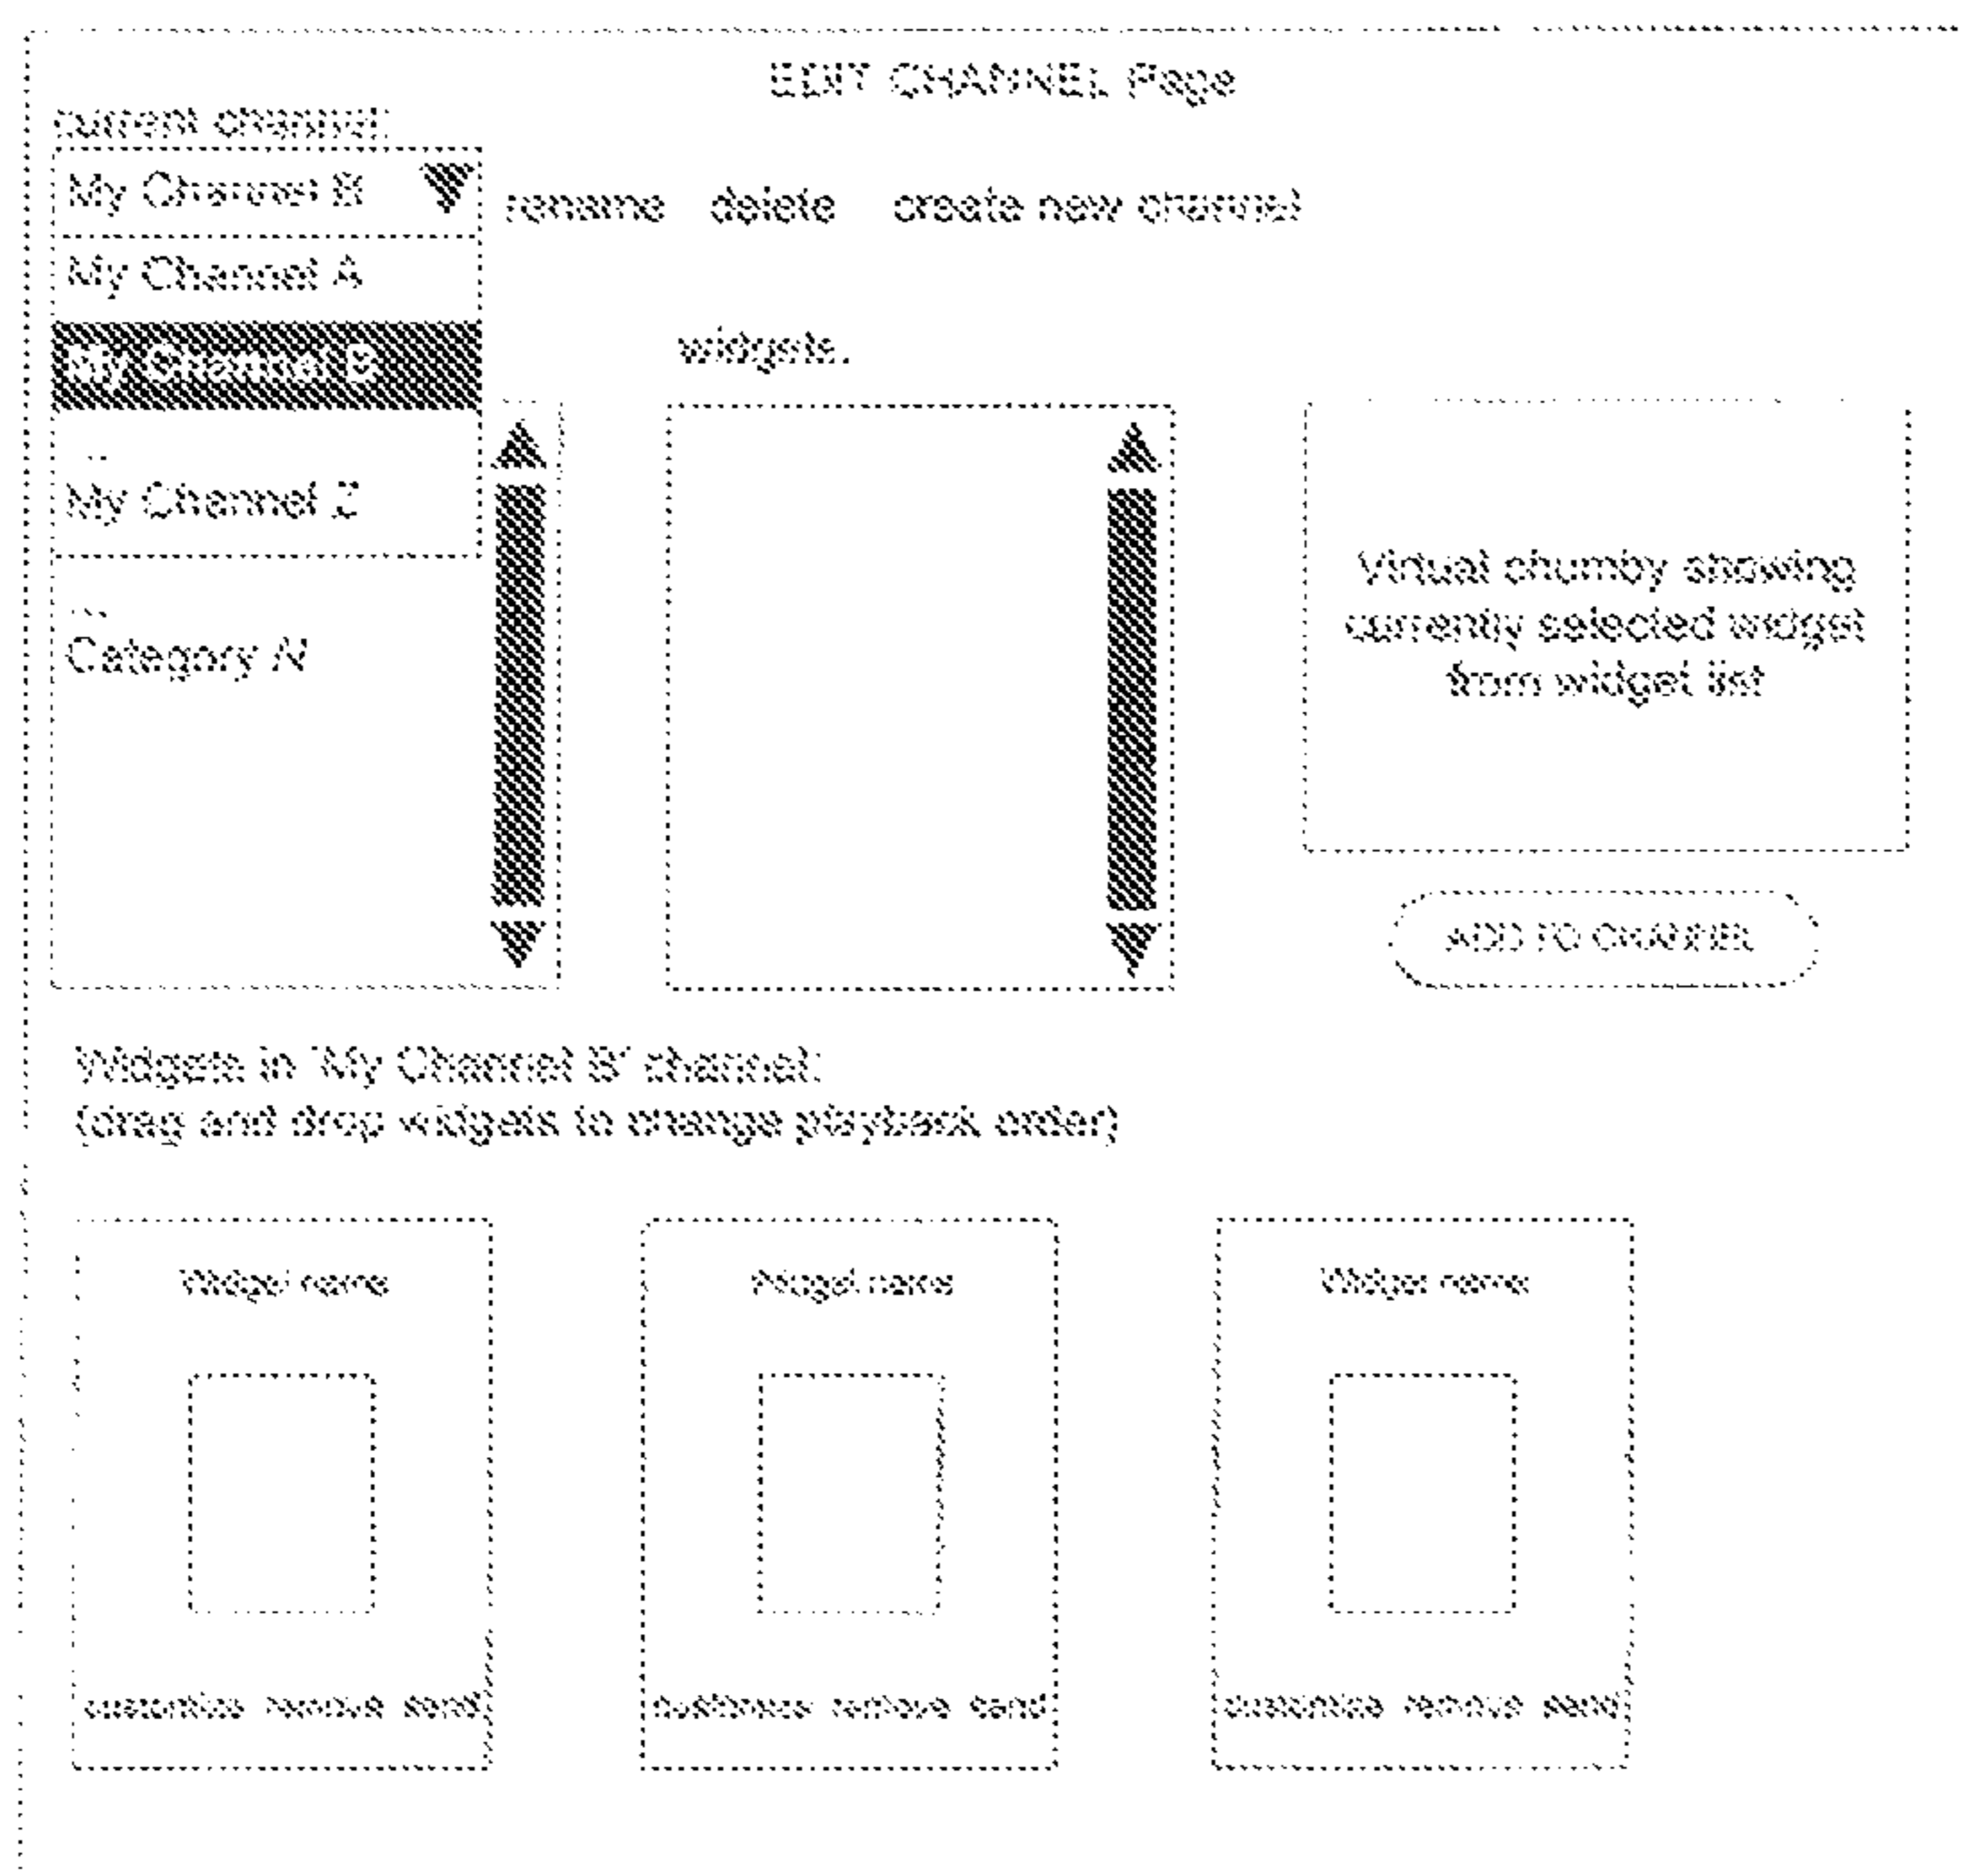 EDIT CHANNEL Page
current channel:
My Channel B
rename delete create new channel
My Channel A
My Channel B
widgets:
...
My Channel Z
...
Category N
Virtual chumby showing
currently selected widget
from widget list
ADD TO CHANNEL
Widgets in 'My Channel B' channel:
(drag and drop widgets to change playback order)
Widget name Widget name Widget name
customize remove send customize remove send customize remove send